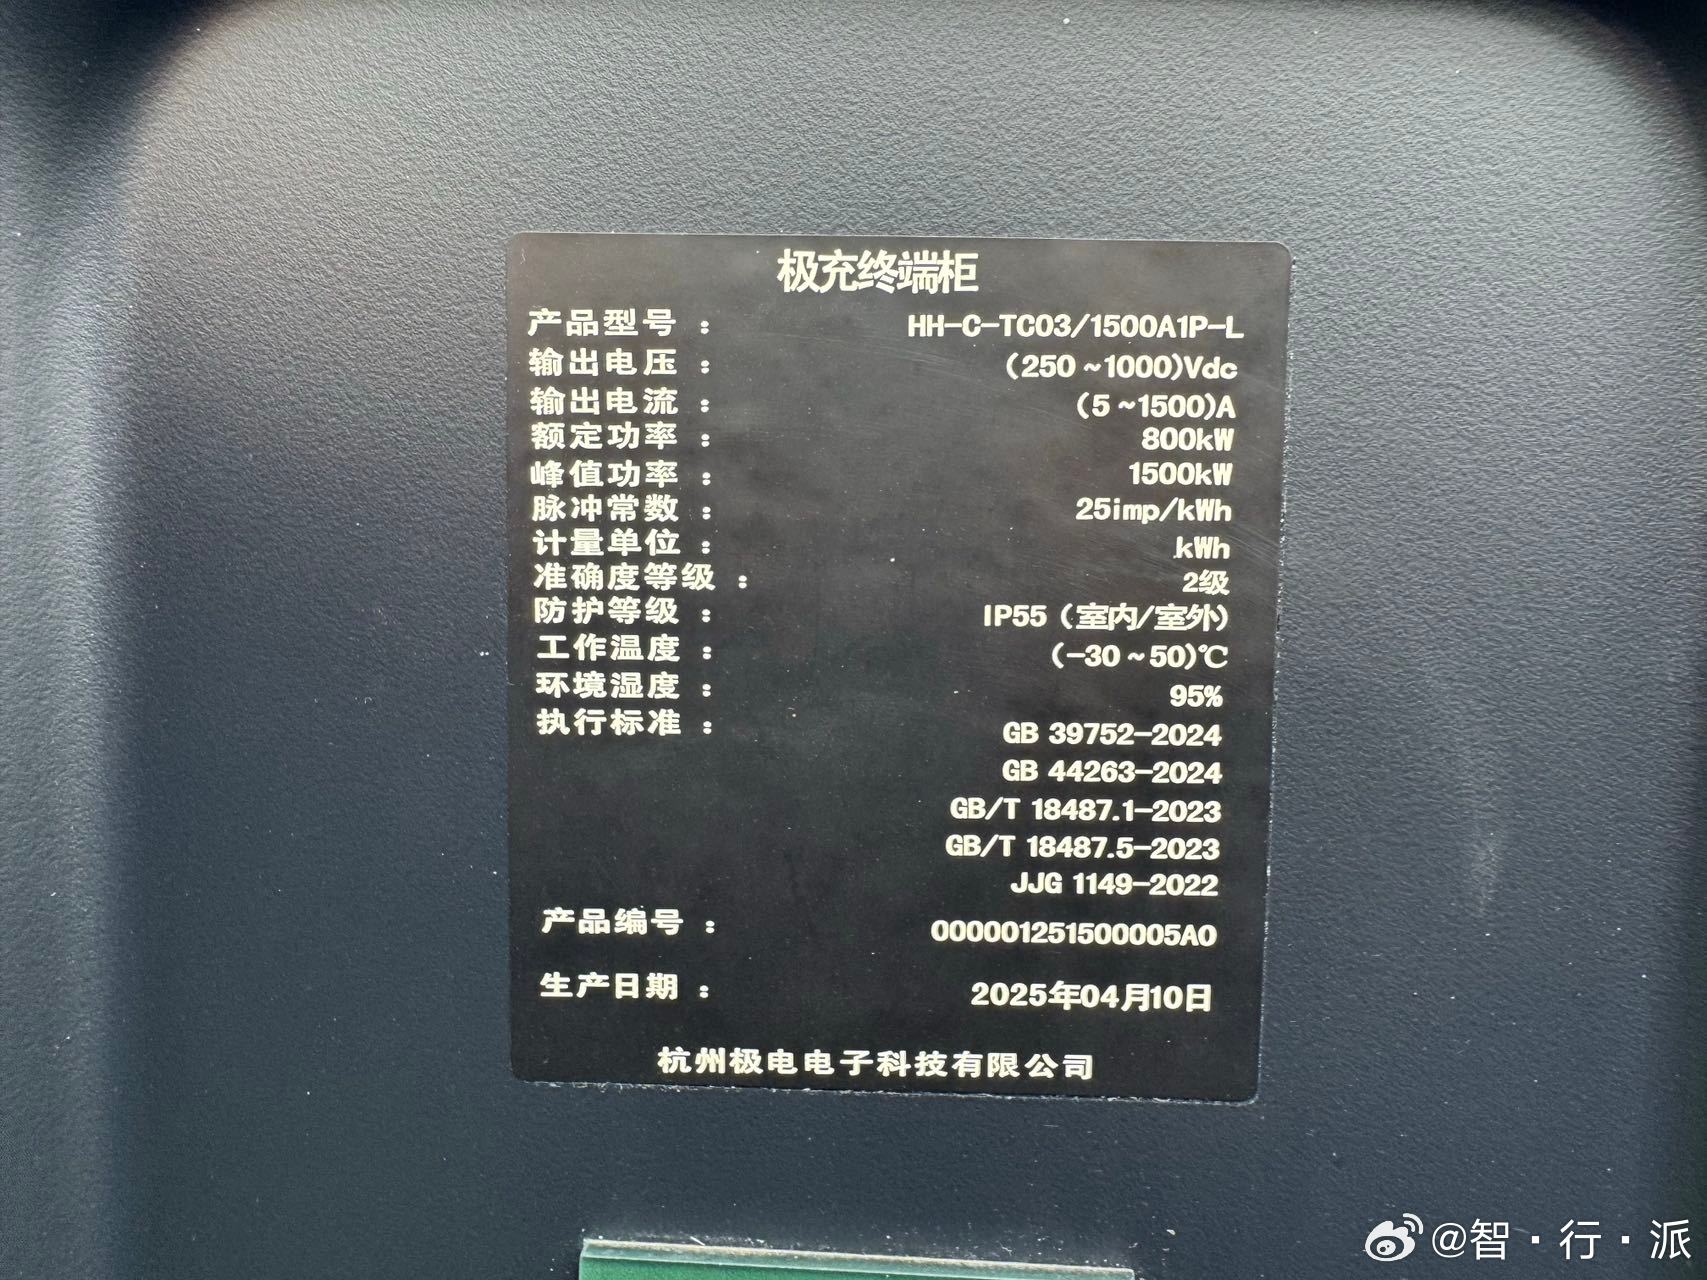 极充终端柜
产品型号： HH-C-TC03/1500A1P-L
输出电压： (250~1000)Vdc
输出电流： (5~1500)A
额定功率： 800kW
峰值功率： 1500kW
脉冲常数： 25imp/kWh
计量单位： kWh
准确度等级： 2级
防护等级： IP55（室内/室外）
工作温度： (-30~50)℃
环境湿度： 95%
执行标准： GB 39752-2024
GB 44263-2024
GB/T 18487.1-2023
GB/T 18487.5-2023
JJG 1149-2022
产品编号： 000001251500005A0
生产日期： 2025年04月10日
杭州极电电子科技有限公司
@智·行·派